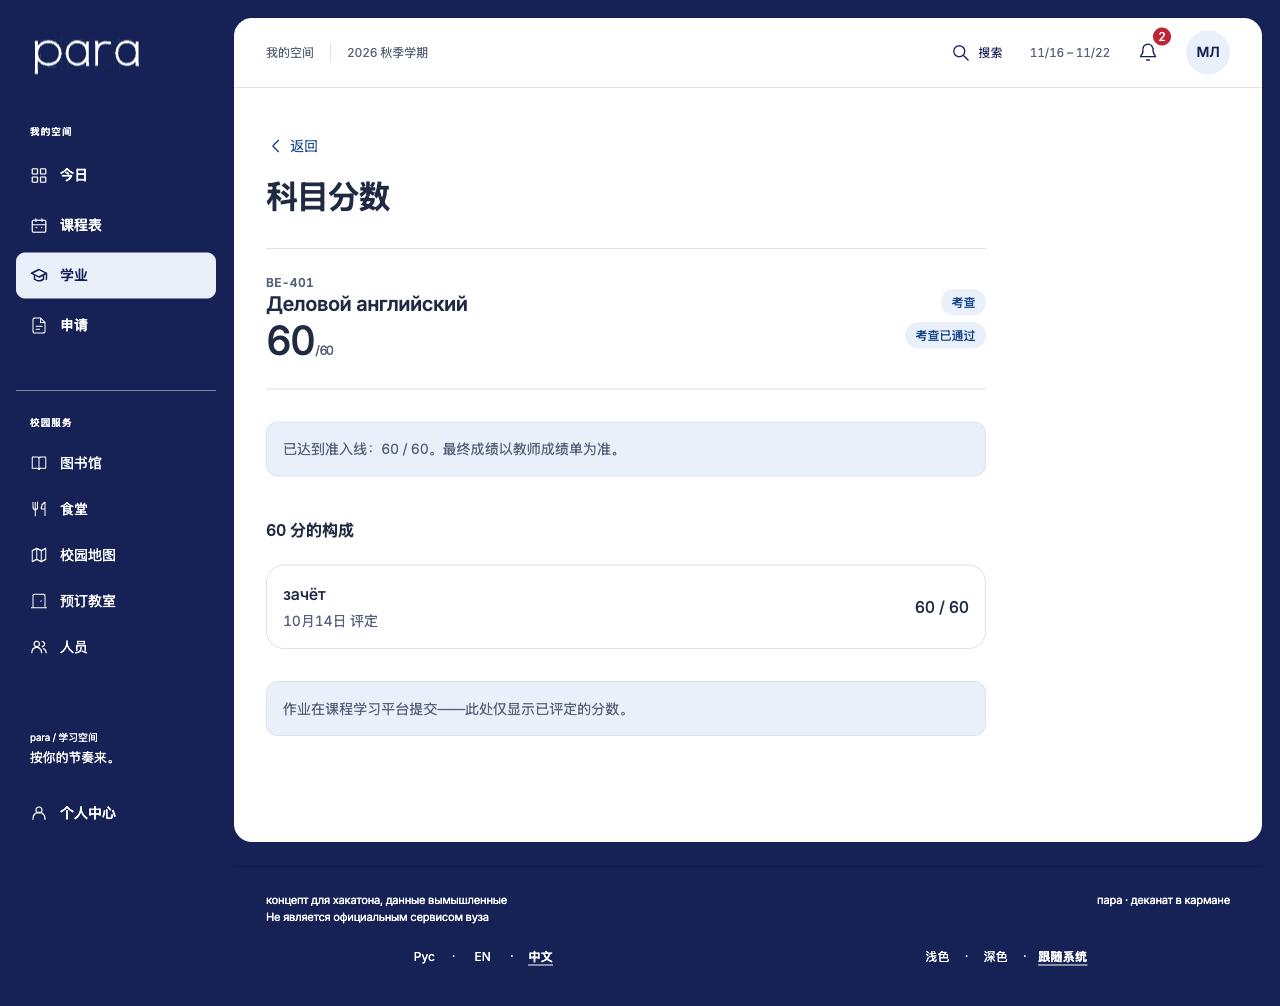 para
我的空间
今日
课程表
学业
申请
校园服务
图书馆
食堂
校园地图
预订教室
人员
para / 学习空间
按你的节奏来。
个人中心
我的空间
2026 秋季学期
搜索
11/16 – 11/22
2
МЛ
返回
科目分数
BE-401
Деловой английский
60/60
考查
考查已通过
已达到准入线：60 / 60。最终成绩以教师成绩单为准。
60 分的构成
зачёт
10月14日 评定
60 / 60
作业在课程学习平台提交——此处仅显示已评定的分数。
концепт для хакатона, данные вымышленные
Не является официальным сервисом вуза
пара · деканат в кармане
Рус · EN · 中文
浅色 · 深色 · 跟随系统